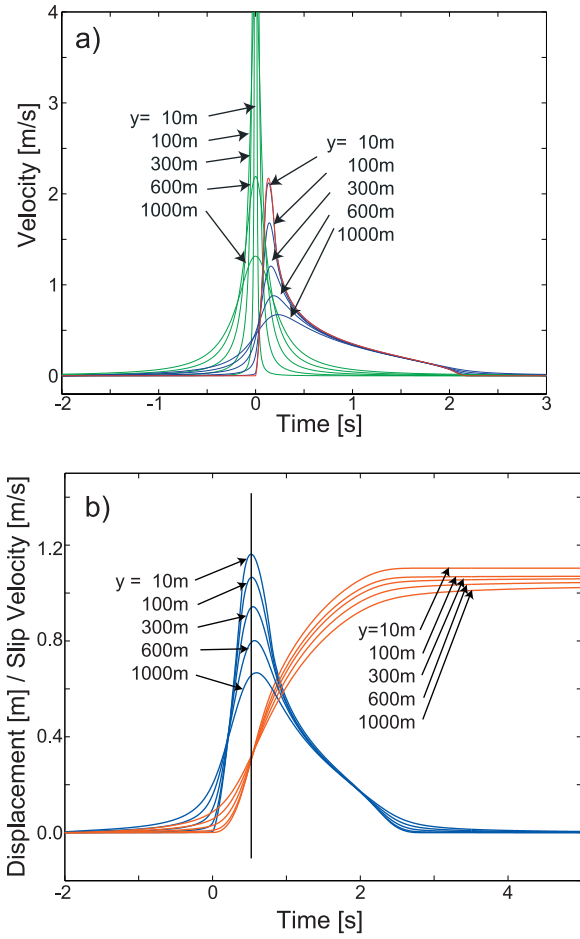 a)
Velocity [m/s]
4
3
2
1
0
y= 10m
100m
300m
600m
1000m
y= 10m
100m
300m
600m
1000m
-2 -1 0 1 2 3
Time [s]
b)
Displacement [m] / Slip Velocity [m/s]
1.2
0.8
0.4
0.0
y = 10m
100m
300m
600m
1000m
y=10m
100m
300m
600m
1000m
-2 0 2 4
Time [s]